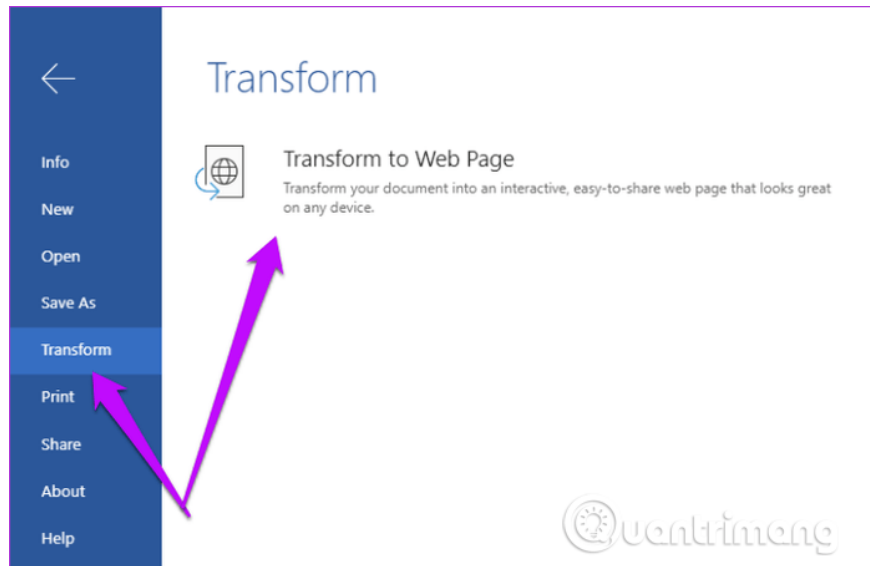 Transform
Info
New
Open
Save As
Transform
Print
Share
About
Help
Transform to Web Page
Transform your document into an interactive, easy-to-share web page that looks great
on any device.
Quantrimang